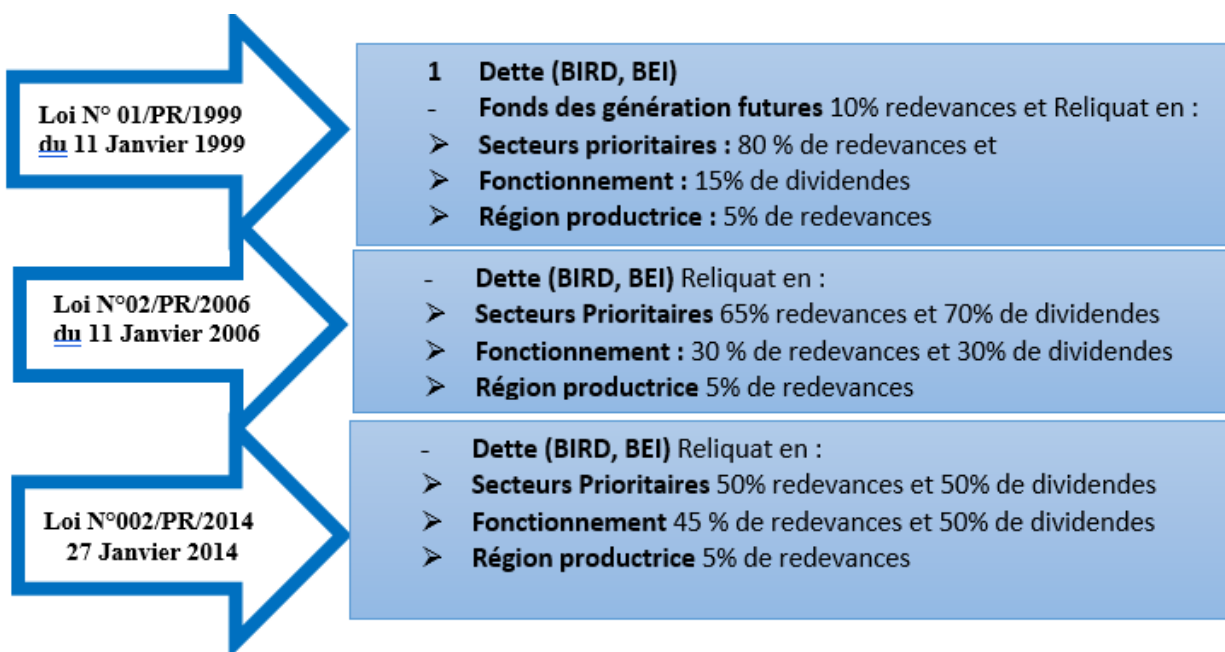 Loi N° 01/PR/1999
du 11 Janvier 1999
1 Dette (BIRD, BEI)
- Fonds des génération futures 10% redevances et Reliquat en :
➢ Secteurs prioritaires : 80 % de redevances et
➢ Fonctionnement : 15% de dividendes
➢ Région productrice : 5% de redevances
Loi N°02/PR/2006
du 11 Janvier 2006
- Dette (BIRD, BEI) Reliquat en :
➢ Secteurs Prioritaires 65% redevances et 70% de dividendes
➢ Fonctionnement : 30 % de redevances et 30% de dividendes
➢ Région productrice 5% de redevances
Loi N°002/PR/2014
27 Janvier 2014
- Dette (BIRD, BEI) Reliquat en :
➢ Secteurs Prioritaires 50% redevances et 50% de dividendes
➢ Fonctionnement 45 % de redevances et 50% de dividendes
➢ Région productrice 5% de redevances